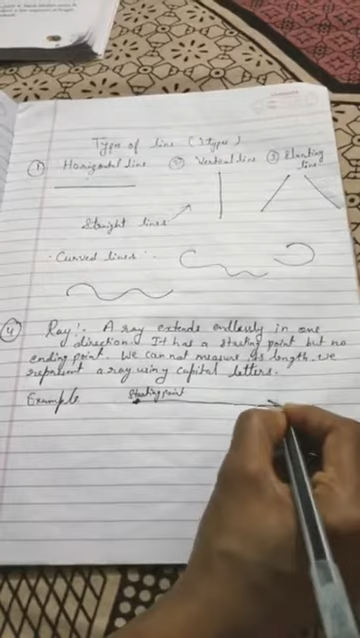 Types of line (3 types)
① Horizontal line ② Vertical line ③ Slanting line
Straight lines
Curved lines
④ Ray:- A ray extends endlessly in one
direction. It has a starting point but no
ending point. We can not measure its length. we
represent a ray using capital letters.
Example Starting point